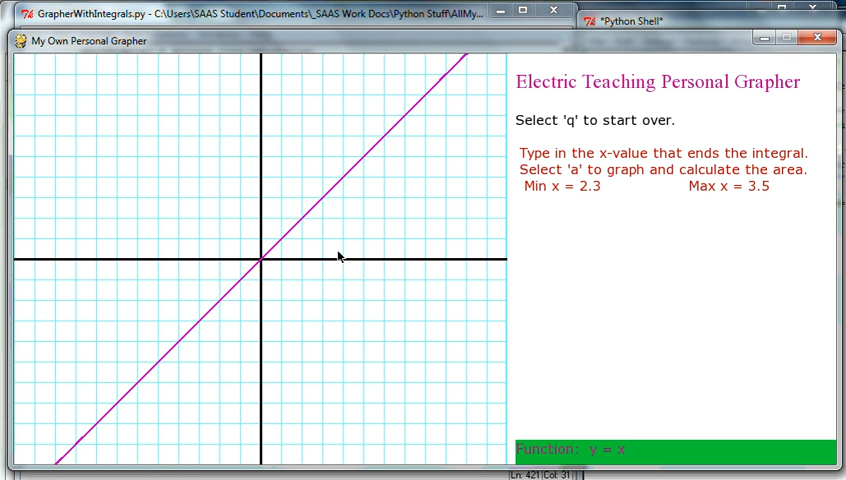 GrapherWithIntegrals.py - C:\Users\SAAS Student\Documents\_SAAS Work Docs\Python Stuff\AllMy...
*Python Shell*
My Own Personal Grapher
Electric Teaching Personal Grapher
Select 'q' to start over.
Type in the x-value that ends the integral.
Select 'a' to graph and calculate the area.
Min x = 2.3 Max x = 3.5
Function: y = x
Ln: 421 Col: 31